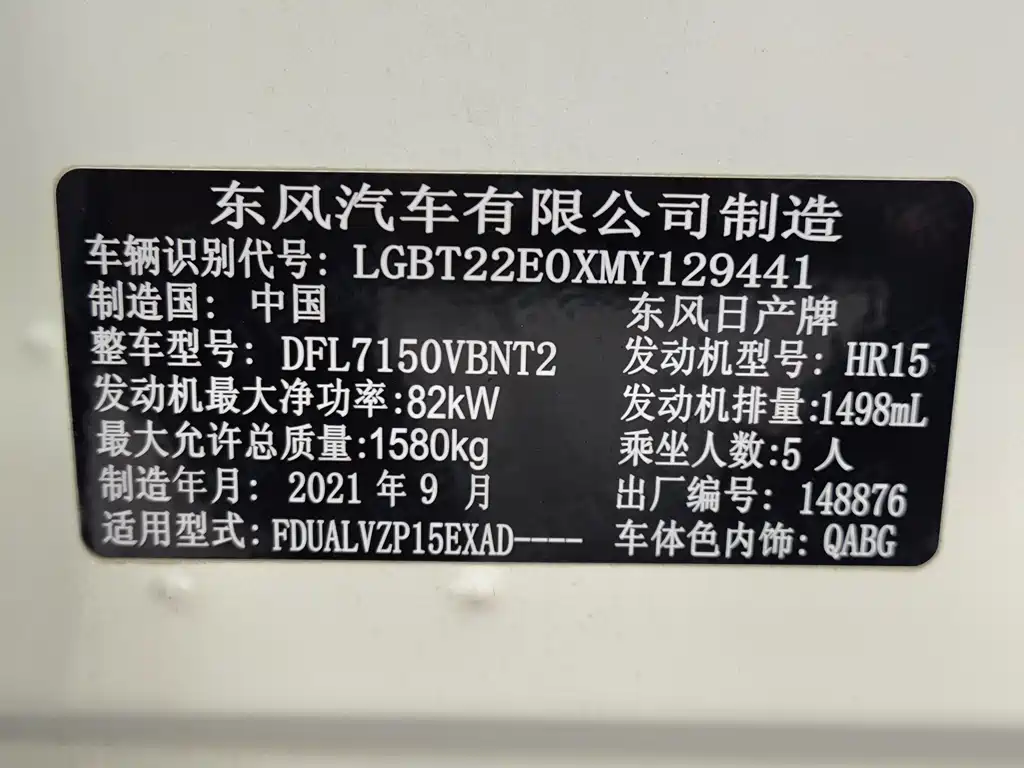 东风汽车有限公司制造
车辆识别代号: LGBT22E0XMY129441
制造国: 中国 东风日产牌
整车型号: DFL7150VBNT2 发动机型号: HR15
发动机最大净功率:82kW 发动机排量:1498mL
最大允许总质量:1580kg 乘坐人数:5 人
制造年月: 2021 年 9 月 出厂编号: 148876
适用型式: FDUALVZP15EXAD---- 车体色内饰: QABG